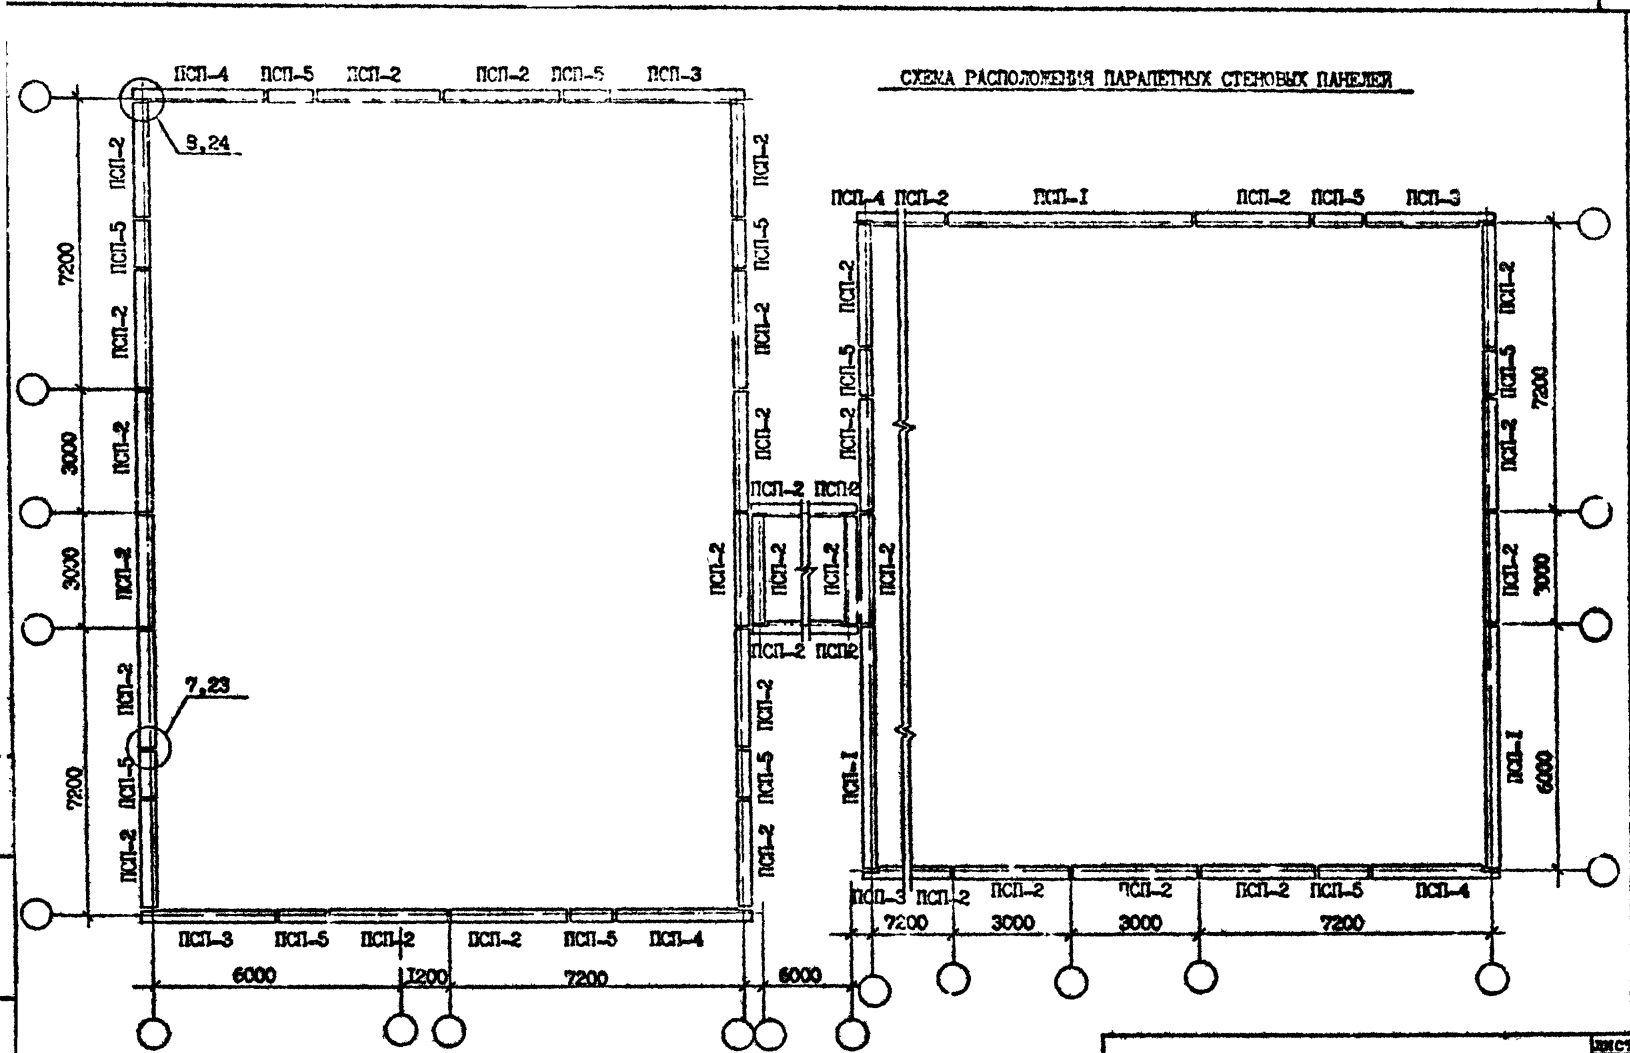 ПСП-4 ПСП-5 ПСП-2 ПСП-2 ПСП-5 ПСП-3
СХЕМА РАСПОЛОЖЕНИЯ ПАРАПЕТНЫХ СТЕНОВЫХ ПАНЕЛЕЙ
8,24
ПСП-2
ПСП-5
ПСП-2
ПСП-2
ПСП-2
ПСП-2
ПСП-5
ПСП-2
7200
3000
3000
7200
7,23
ПСП-2
ПСП-5
ПСП-2
ПСП-2
ПСП-2
ПСП-2
ПСП-5
ПСП-2
ПСП-2 ПСП2
ПСП-2
ПСП-2
ПСП-2 ПСП2
ПСП-3 ПСП-5 ПСП-2 ПСП-2 ПСП-5 ПСП-4
6000 1200 7200 6000
ПСП-4 ПСП-2 ПСП-1 ПСП-2 ПСП-5 ПСП-3
ПСП-2
ПСП-5
ПСП-2
ПСП-2
ПСП-1
ПСП-2
ПСП-5
ПСП-2
ПСП-2
ПСП-1
7200
3000
6000
ПСП-3 ПСП-2 ПСП-2 ПСП-2 ПСП-2 ПСП-5 ПСП-4
7200 3000 3000 7200
ЛИСТ